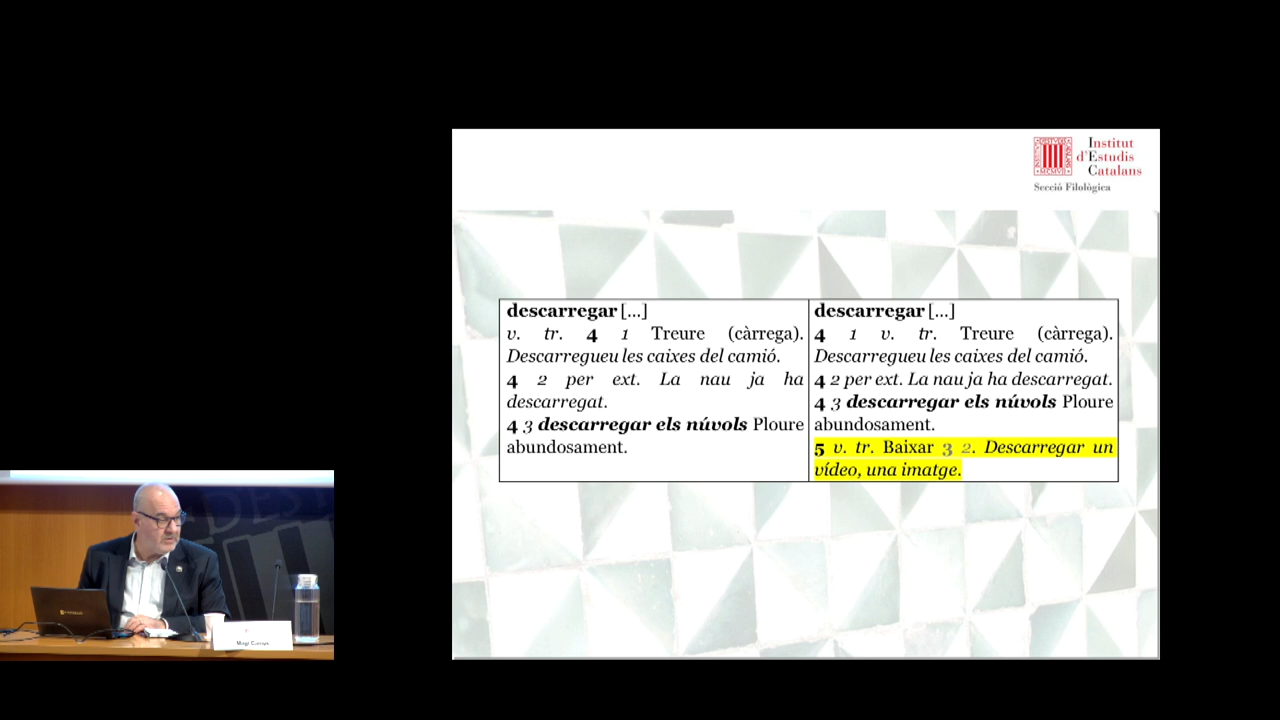 Institut
d'Estudis
Catalans
Secció Filològica
descarregar [...]
v. tr. 4 1 Treure (càrrega).
Descarregueu les caixes del camió.
4 2 per ext. La nau ja ha
descarregat.
4 3 descarregar els núvols Ploure
abundosament.
descarregar [...]
4 1 v. tr. Treure (càrrega).
Descarregueu les caixes del camió.
4 2 per ext. La nau ja ha descarregat.
4 3 descarregar els núvols Ploure
abundosament.
5 v. tr. Baixar 3 2. Descarregar un
vídeo, una imatge.